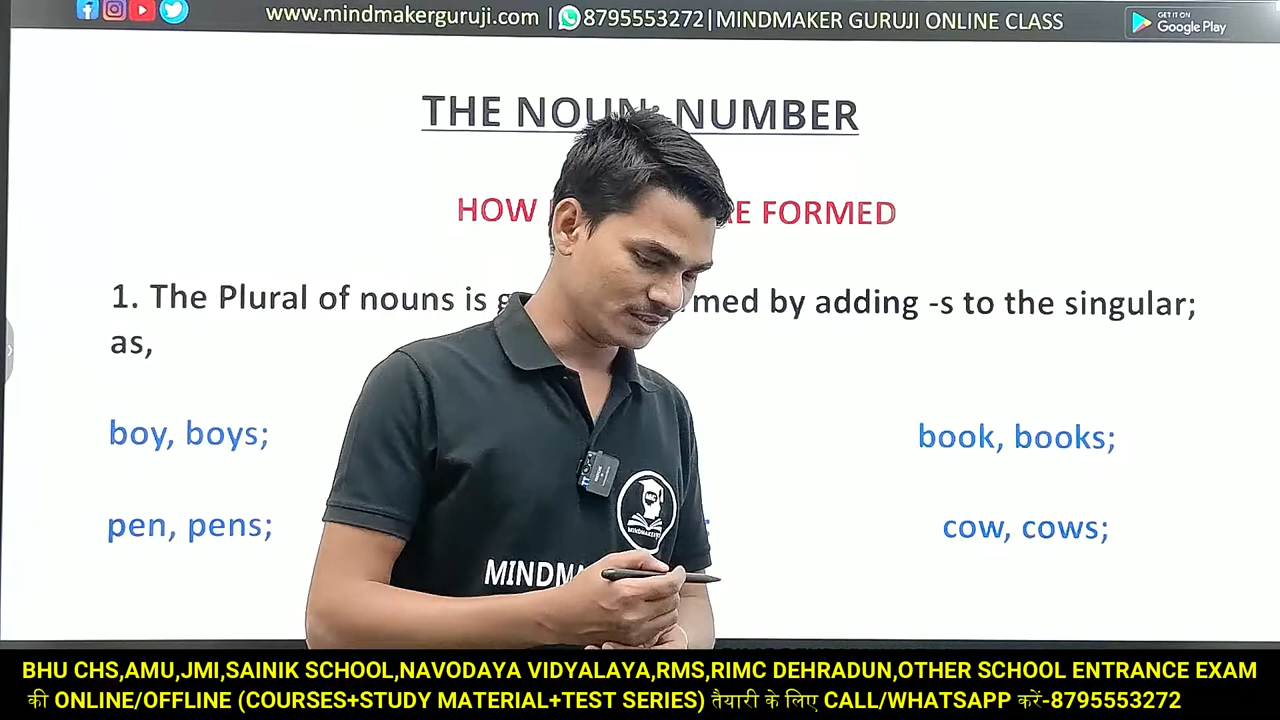 www.mindmakerguruji.com | 8795553272|MINDMAKER GURUJI ONLINE CLASS
GET IT ON
Google Play
THE NOUN: NUMBER
HOW RE FORMED
1. The Plural of nouns is g rmed by adding -s to the singular;
as,
boy, boys;
book, books;
pen, pens;
cow, cows;
MINDMA
BHU CHS,AMU,JMI,SAINIK SCHOOL,NAVODAYA VIDYALAYA,RMS,RIMC DEHRADUN,OTHER SCHOOL ENTRANCE EXAM
की ONLINE/OFFLINE (COURSES+STUDY MATERIAL+TEST SERIES) तैयारी के लिए CALL/WHATSAPP करें-8795553272